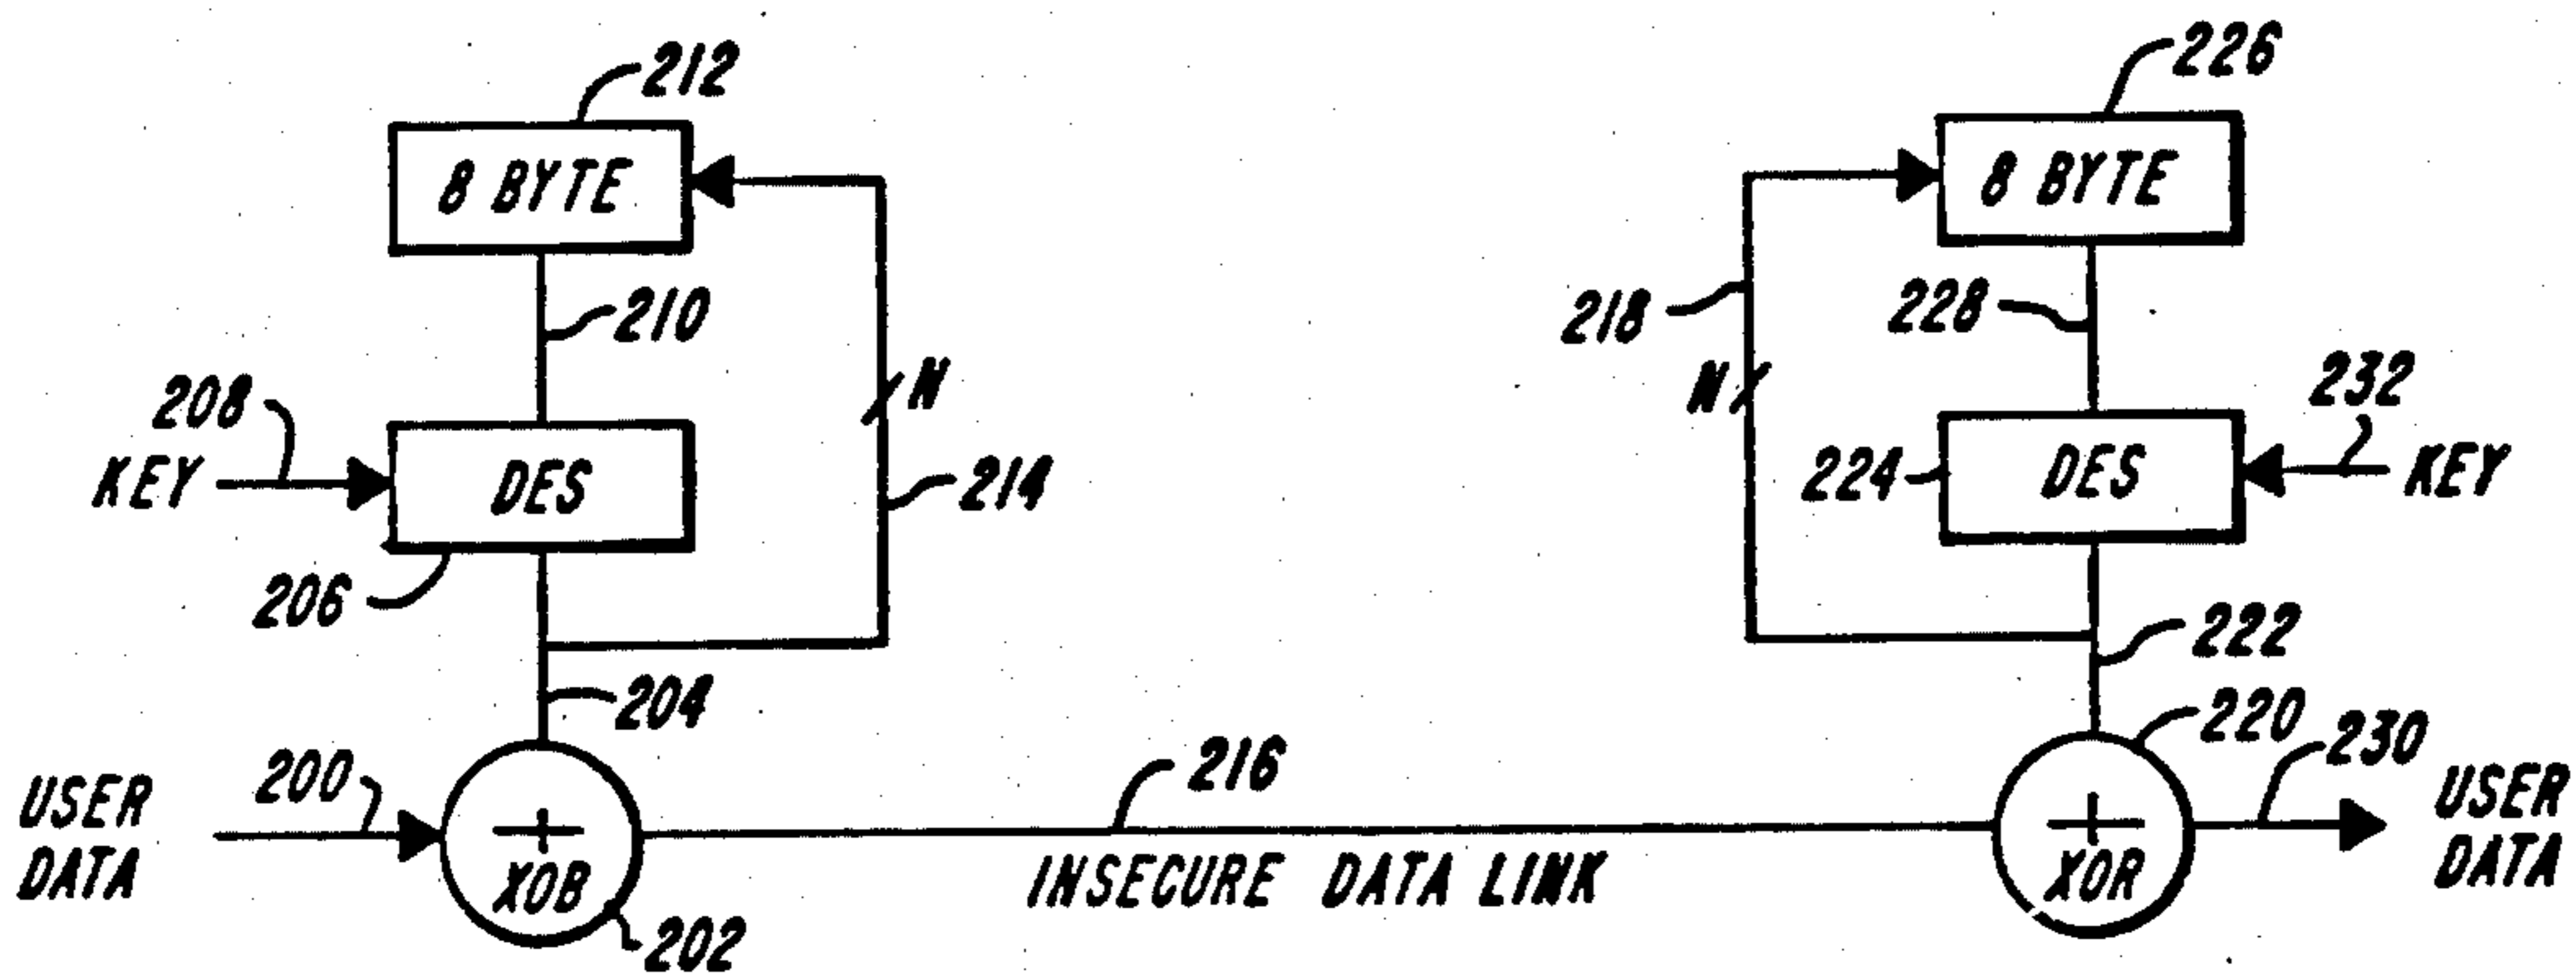 212
226
8 BYTE
8 BYTE
210
218
228
N
N
208
232
KEY
DES
214
224
DES
KEY
206
222
204
220
200
216
230
USER
DATA
XOB
INSECURE DATA LINK
XOR
USER
DATA
202